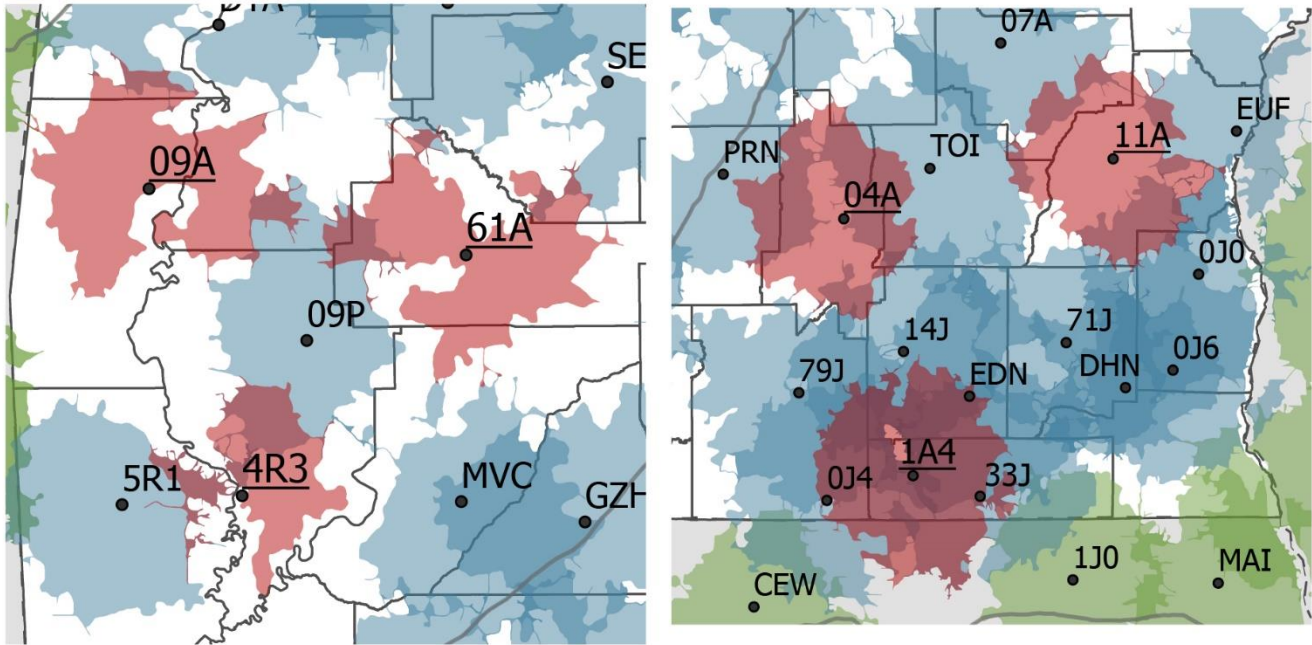 SE
09A
61A
09P
5R1
4R3
MVC
GZH
07A
PRN
TOI
11A
EUF
04A
0J0
14J
71J
0J6
79J
EDN
DHN
1A4
0J4
33J
CEW
1J0
MAI